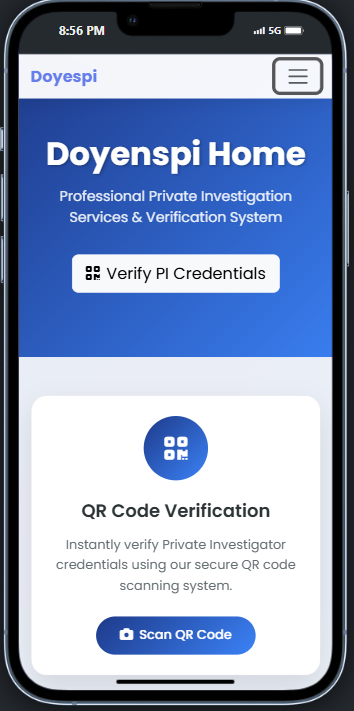 8:56 PM
5G
Doyespi
Doyenspi Home
Professional Private Investigation
Services & Verification System
Verify PI Credentials
QR Code Verification
Instantly verify Private Investigator
credentials using our secure QR code
scanning system.
Scan QR Code